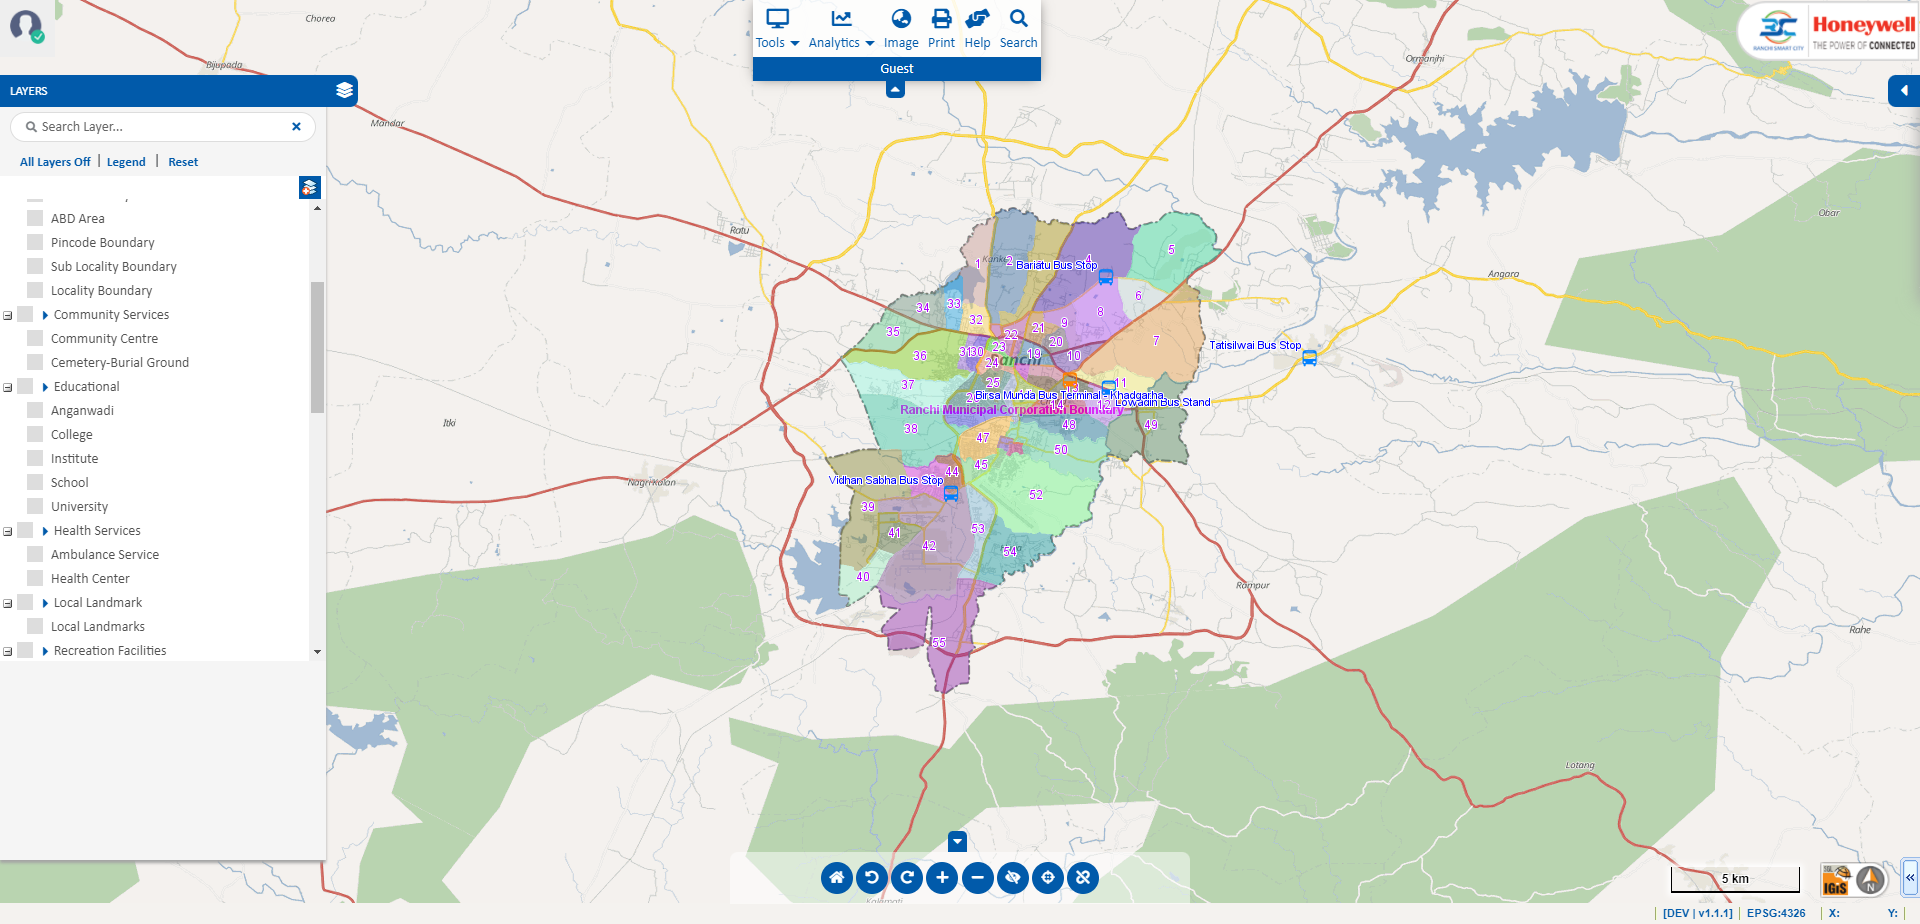 Tools
Analytics
Image
Print
Help
Search
Guest
RANCHI SMART CITY
Honeywell
THE POWER OF CONNECTED
LAYERS
Search Layer...
All Layers Off | Legend | Reset
ABD Area
Pincode Boundary
Sub Locality Boundary
Locality Boundary
Community Services
Community Centre
Cemetery-Burial Ground
Educational
Anganwadi
College
Institute
School
University
Health Services
Ambulance Service
Health Center
Local Landmark
Local Landmarks
Recreation Facilities
Chorea
Bijupada
Mandar
Ormanjhi
Obar
Ratu
Angara
Itki
Nagri Kalan
Rampur
Rahe
Lotang
Kalamati
1
2
Bariatu Bus Stop
4
5
6
7
8
9
10
11
19
20
21
22
23
24
25
30
31
32
33
34
35
36
37
38
Tatisilwai Bus Stop
Birsa Munda Bus Terminal - Khadgarha
Lowadih Bus Stand
Ranchi Municipal Corporation Boundary
47
48
49
50
44
45
Vidhan Sabha Bus Stop
52
39
41
42
53
54
40
55
5 km
IGiS
N
[DEV | v1.1.1]
EPSG:4326
X:
Y: